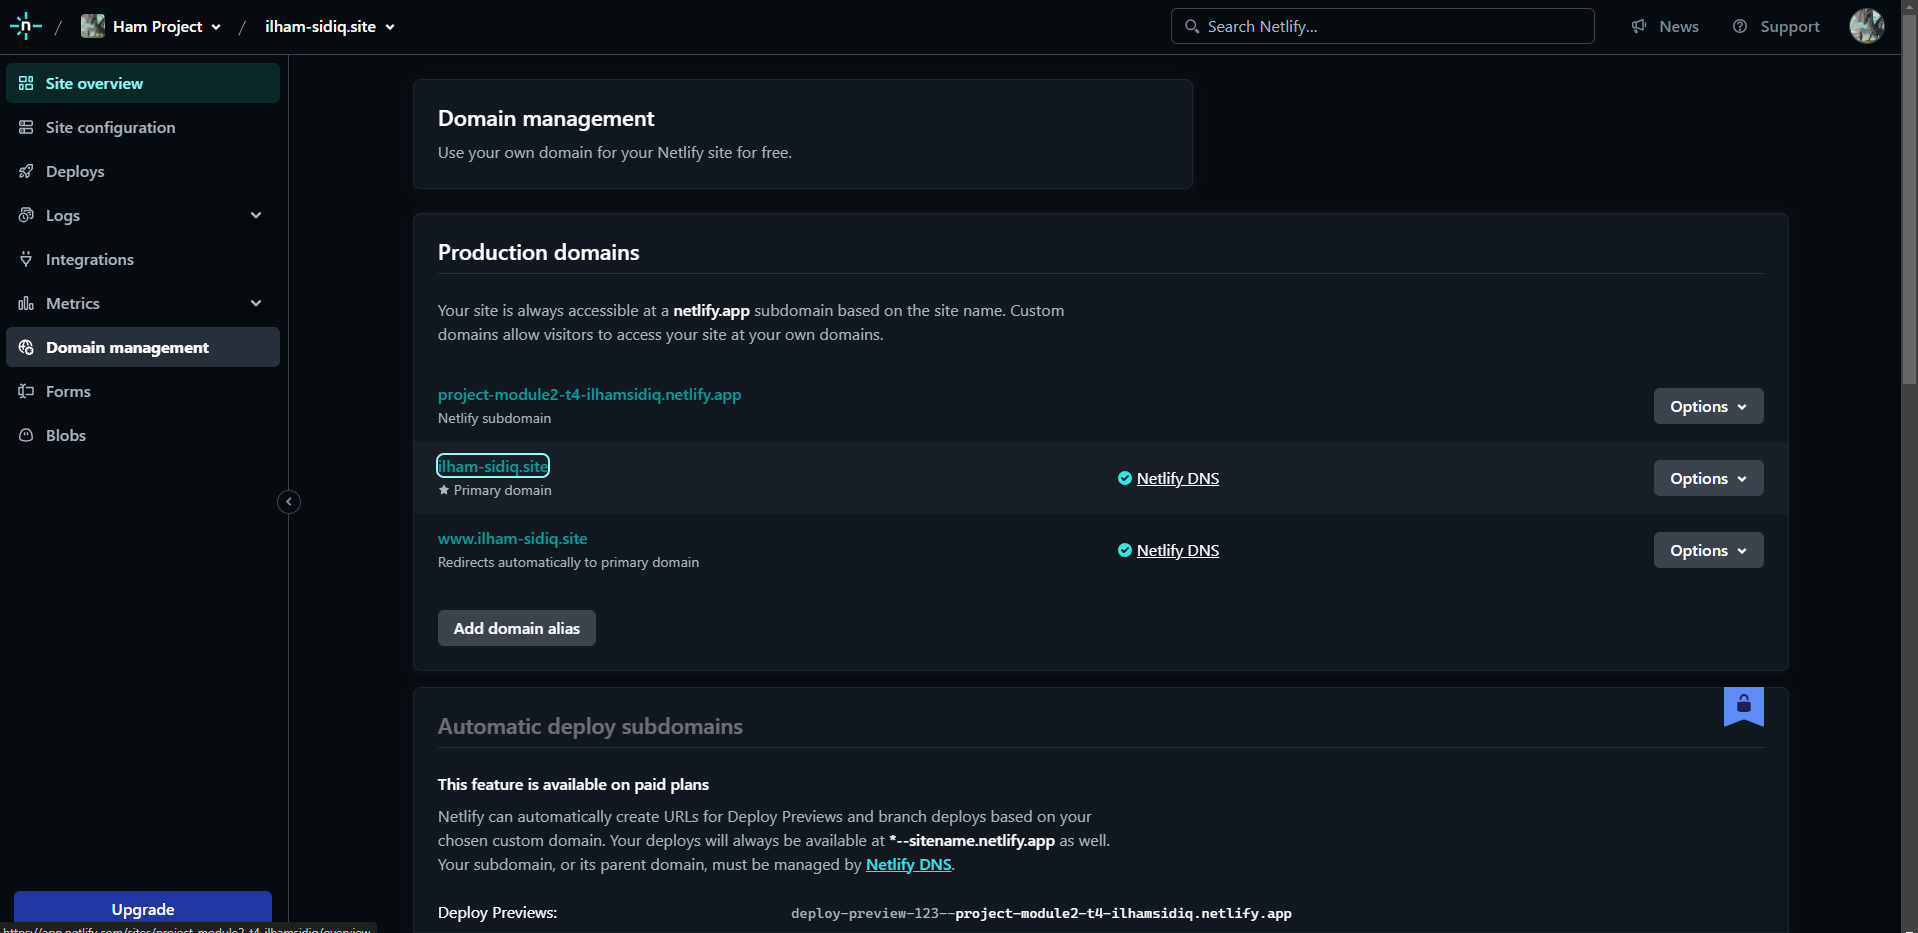 Ham Project / ilham-sidiq.site
Search Netlify...
News
Support
Site overview
Site configuration
Deploys
Logs
Integrations
Metrics
Domain management
Forms
Blobs
Upgrade
Domain management
Use your own domain for your Netlify site for free.
Production domains
Your site is always accessible at a netlify.app subdomain based on the site name. Custom
domains allow visitors to access your site at your own domains.
project-module2-t4-ilhamsidiq.netlify.app
Netlify subdomain
Options
ilham-sidiq.site
Primary domain
Netlify DNS
Options
www.ilham-sidiq.site
Redirects automatically to primary domain
Netlify DNS
Options
Add domain alias
Automatic deploy subdomains
This feature is available on paid plans
Netlify can automatically create URLs for Deploy Previews and branch deploys based on your
chosen custom domain. Your deploys will always be available at *--sitename.netlify.app as well.
Your subdomain, or its parent domain, must be managed by Netlify DNS.
Deploy Previews:
deploy-preview-123--project-module2-t4-ilhamsidiq.netlify.app
https://app.netlify.com/sites/project-module2-t4-ilhamsidiq/overview